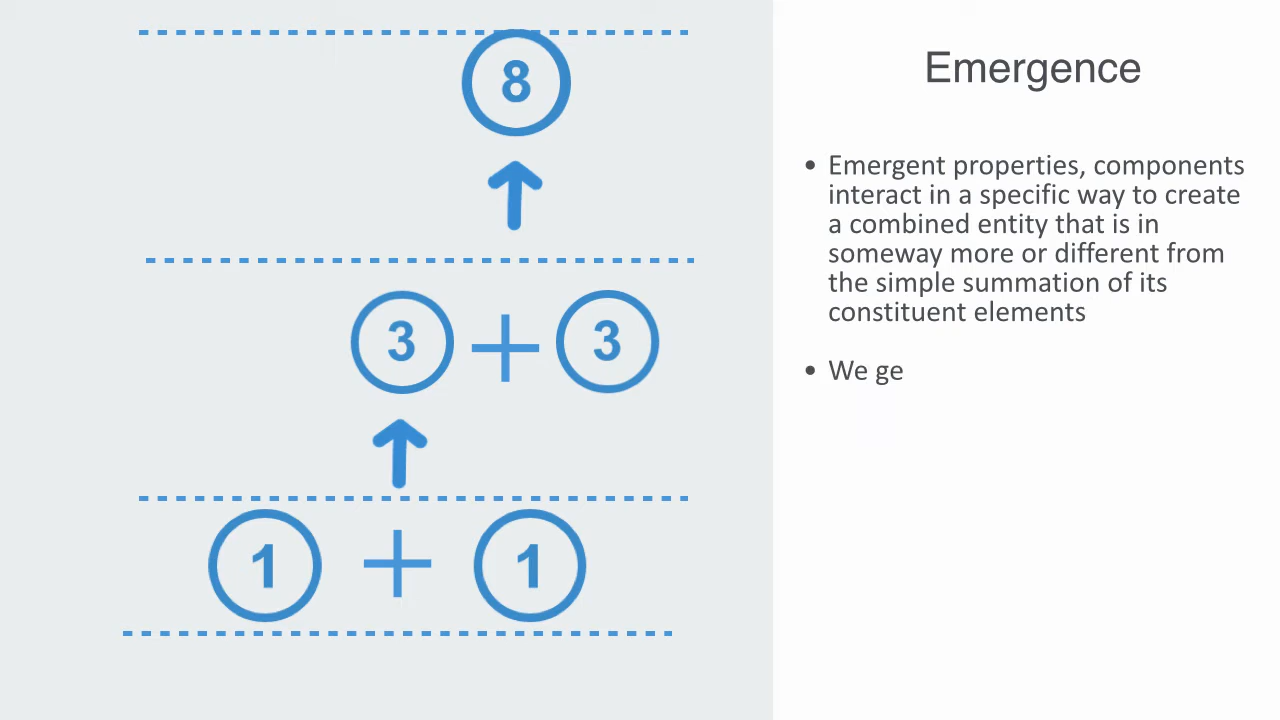 8
3 + 3
1 + 1
Emergence
• Emergent properties, components
interact in a specific way to create
a combined entity that is in
someway more or different from
the simple summation of its
constituent elements
• We ge